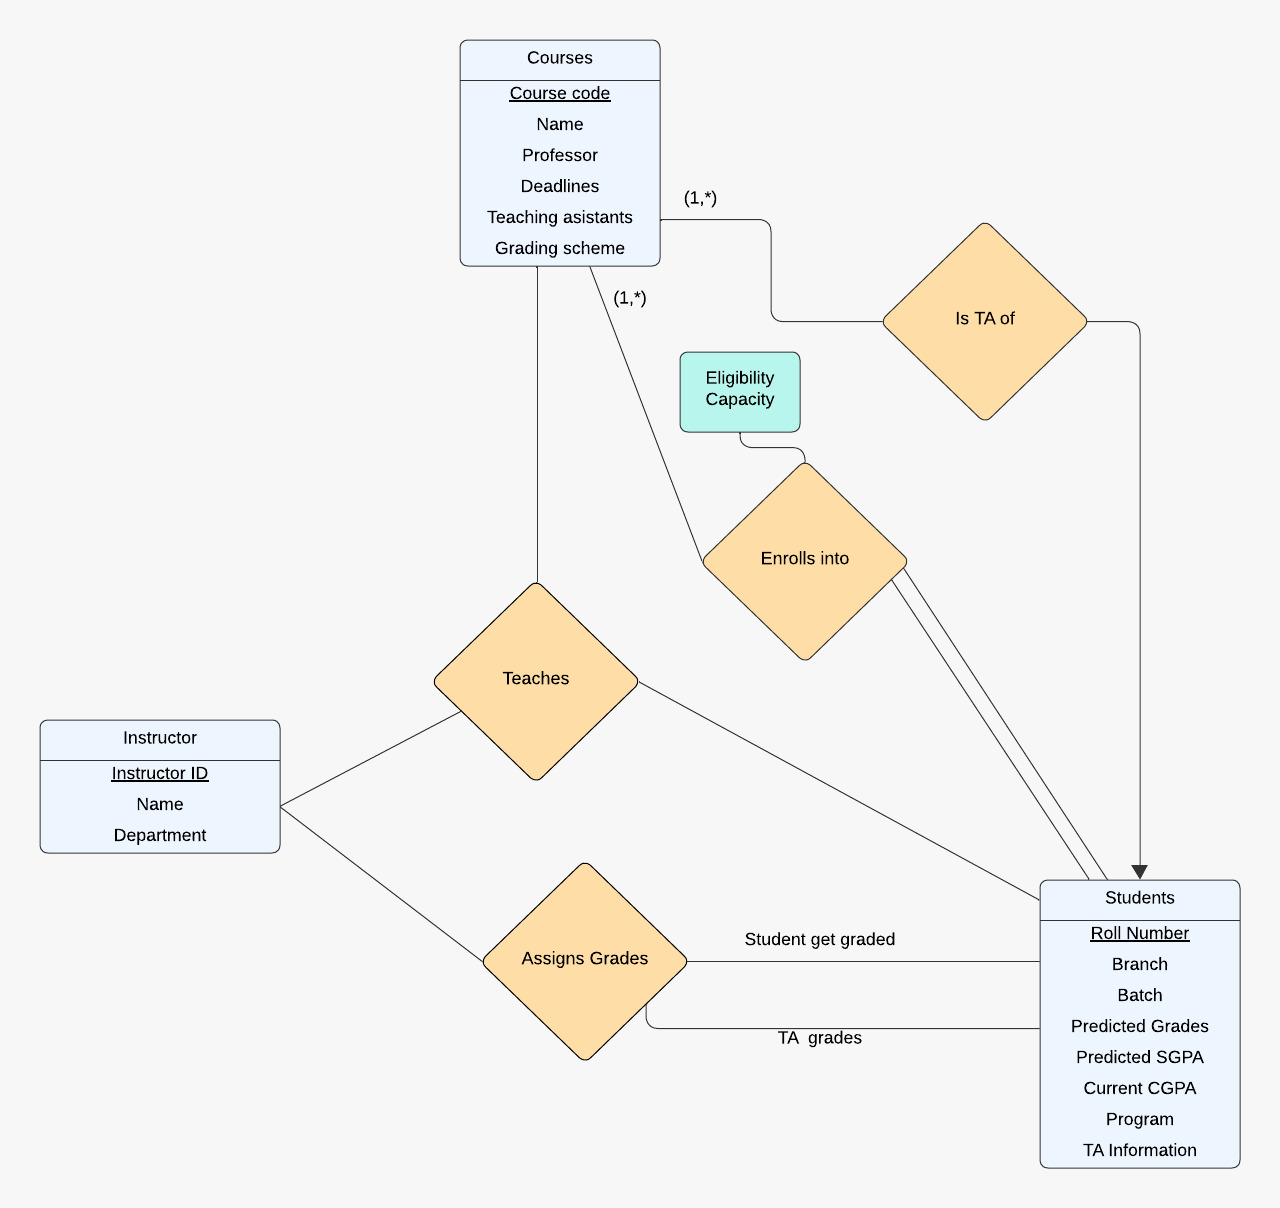 Courses
Course code
Name
Professor
Deadlines
Teaching asistants
Grading scheme
(1,*)
(1,*)
Is TA of
Eligibility
Capacity
Enrolls into
Teaches
Instructor
Instructor ID
Name
Department
Assigns Grades
Student get graded
TA  grades
Students
Roll Number
Branch
Batch
Predicted Grades
Predicted SGPA
Current CGPA
Program
TA Information